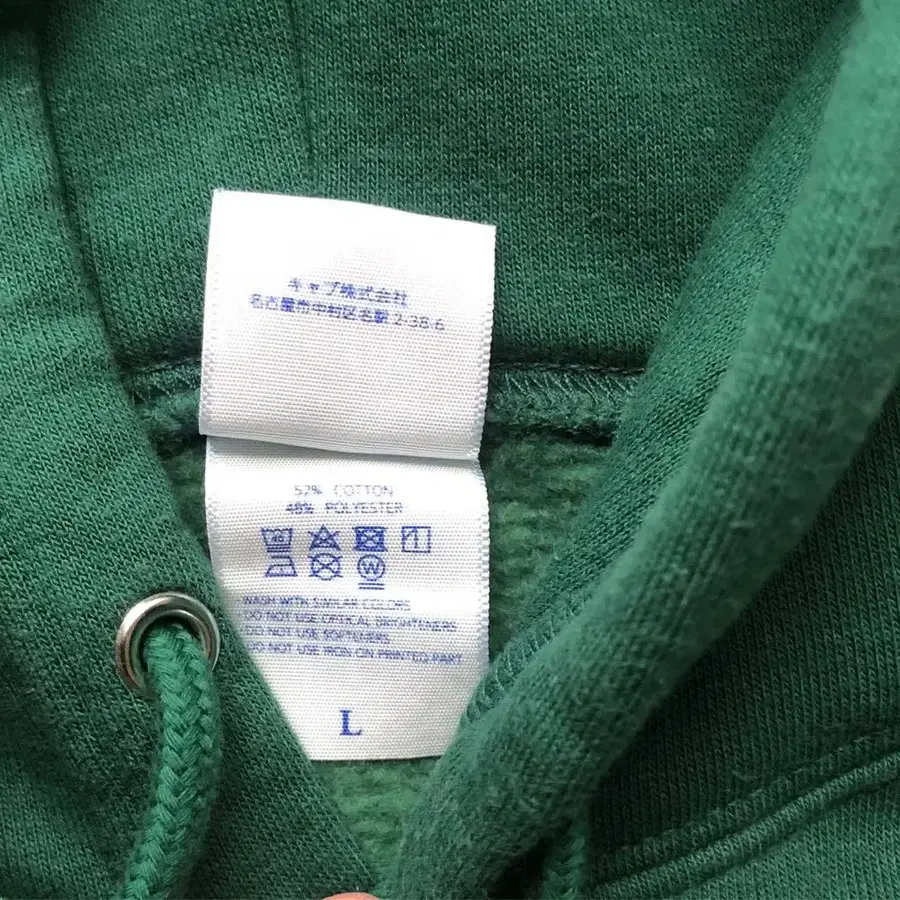 キャブ株式会社
名古屋市中村区名駅2-38-6
52% COTTON
48% POLYESTER
W
WASH WITH SIMILAR COLORS
DO NOT USE OPTICAL BRIGHTENERS
DO NOT USE SOFTENERS
DO NOT USE IRON ON PRINTED PART
L